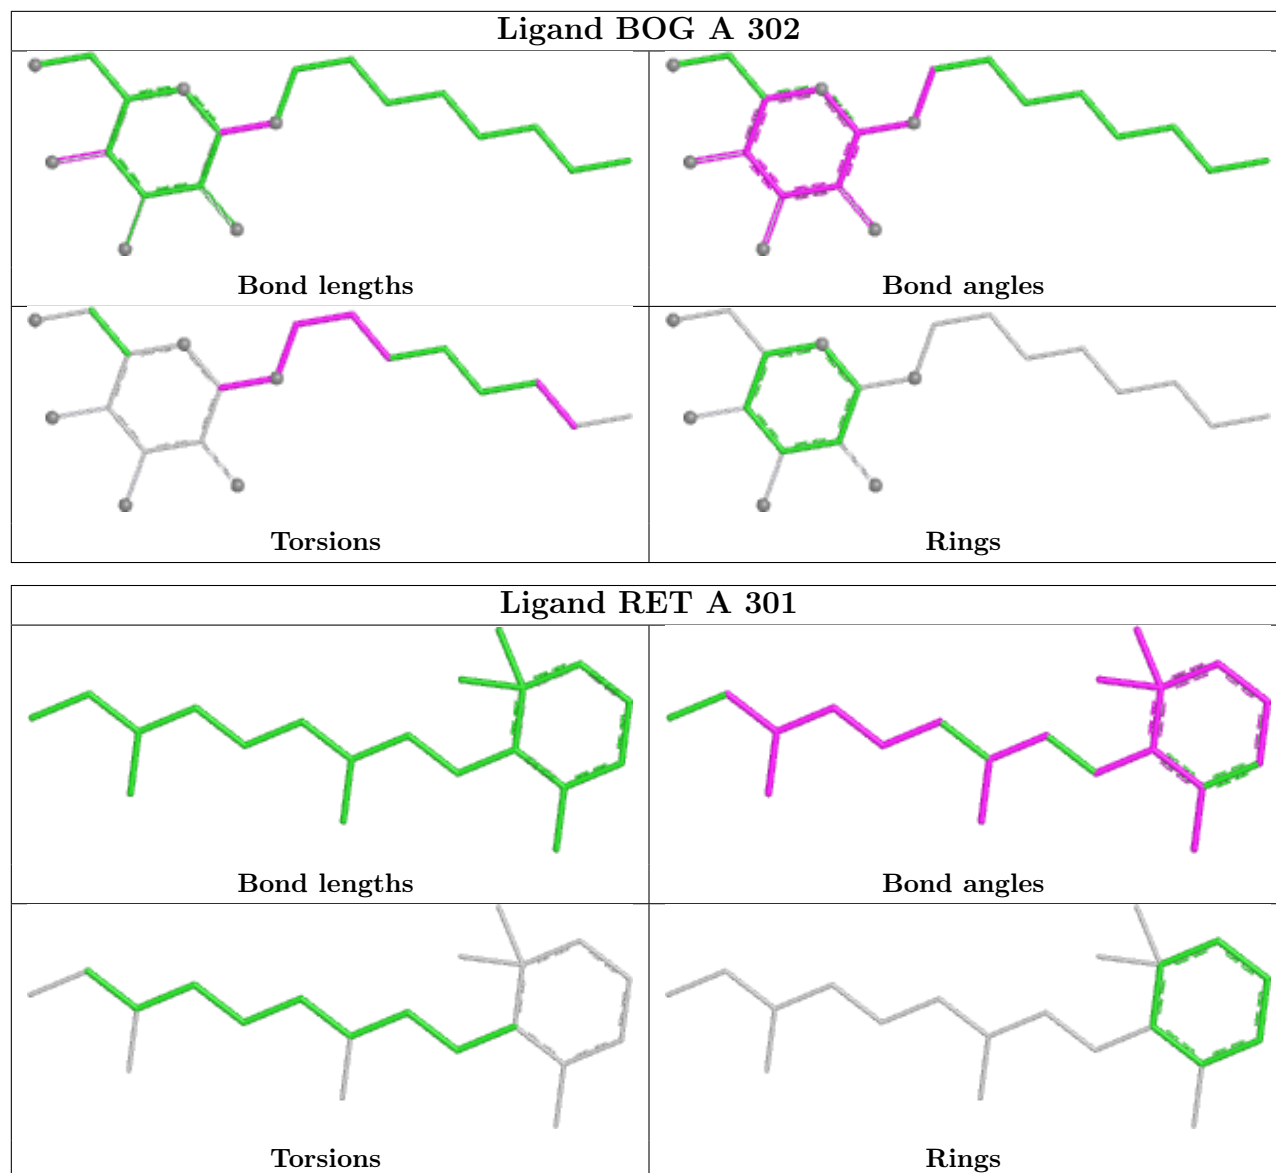 Ligand BOG A 302
Bond lengths
Bond angles
Torsions
Rings
Ligand RET A 301
Bond lengths
Bond angles
Torsions
Rings